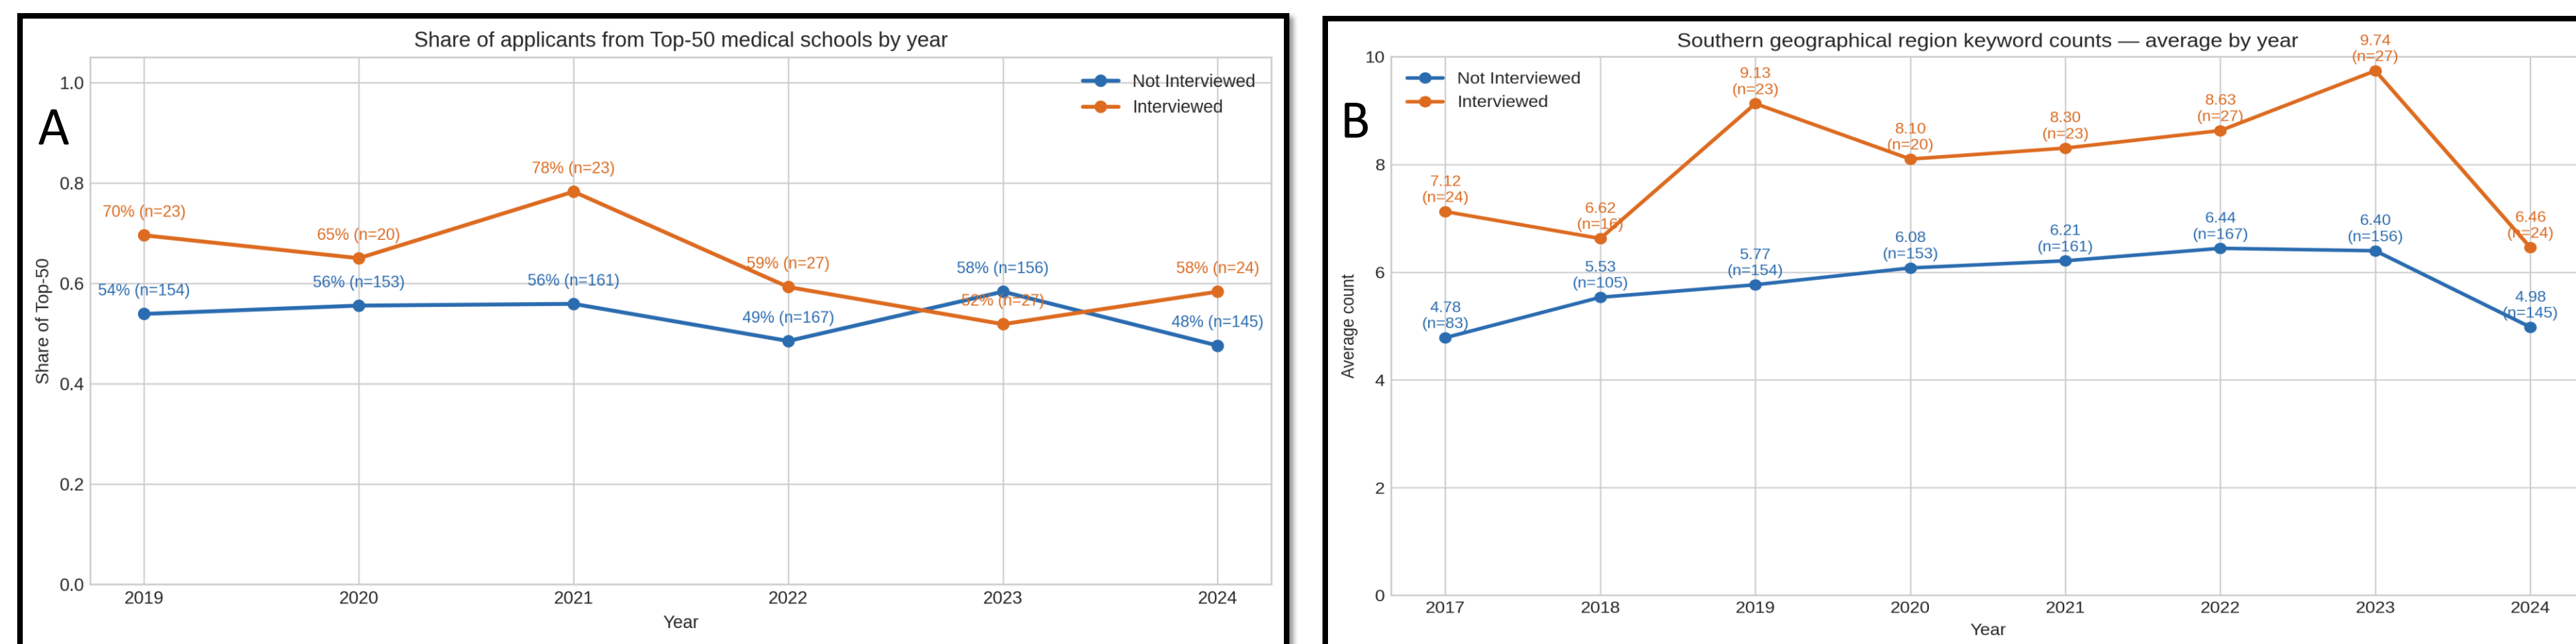 Share of applicants from Top-50 medical schools by year
A
Not Interviewed
Interviewed
1.0
0.8
0.6
0.4
0.2
0.0
Share of Top-50
70% (n=23)
65% (n=20)
78% (n=23)
59% (n=27)
52% (n=27)
58% (n=24)
54% (n=154)
56% (n=153)
56% (n=161)
49% (n=167)
58% (n=156)
48% (n=145)
2019
2020
2021
2022
2023
2024
Year
Southern geographical region keyword counts — average by year
B
Not Interviewed
Interviewed
10
8
6
4
2
0
Average count
7.12
(n=24)
6.62
(n=16)
9.13
(n=23)
8.10
(n=20)
8.30
(n=23)
8.63
(n=27)
9.74
(n=27)
6.46
(n=24)
4.78
(n=83)
5.53
(n=105)
5.77
(n=154)
6.08
(n=153)
6.21
(n=161)
6.44
(n=167)
6.40
(n=156)
4.98
(n=145)
2017
2018
2019
2020
2021
2022
2023
2024
Year